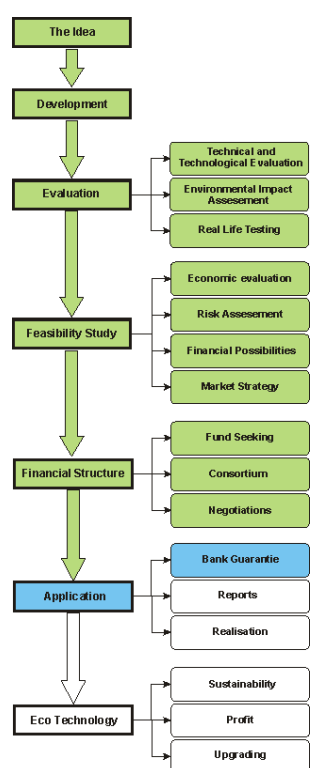 The Idea
Development
Evaluation
Technical and
Technological Evaluation
Environmental Impact
Assesement
Real Life Testing
Feasibility Study
Economic evaluation
Risk Assesement
Financial Possibilities
Market Strategy
Financial Structure
Fund Seeking
Consortium
Negotiations
Application
Bank Guarantie
Reports
Realisation
Eco Technology
Sustainability
Profit
Upgrading